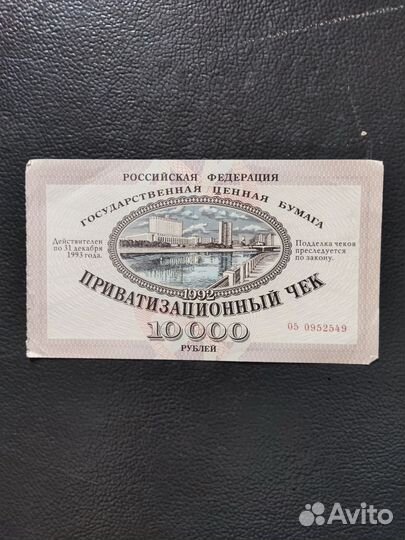 РОССИЙСКАЯ ФЕДЕРАЦИЯ
ГОСУДАРСТВЕННАЯ ЦЕННАЯ БУМАГА
Действителен
по 31 декабря
1993 года.
Подделка чеков
преследуется
по закону.
1992
ПРИВАТИЗАЦИОННЫЙ ЧЕК
10000
РУБЛЕЙ
05 0952549
Avito